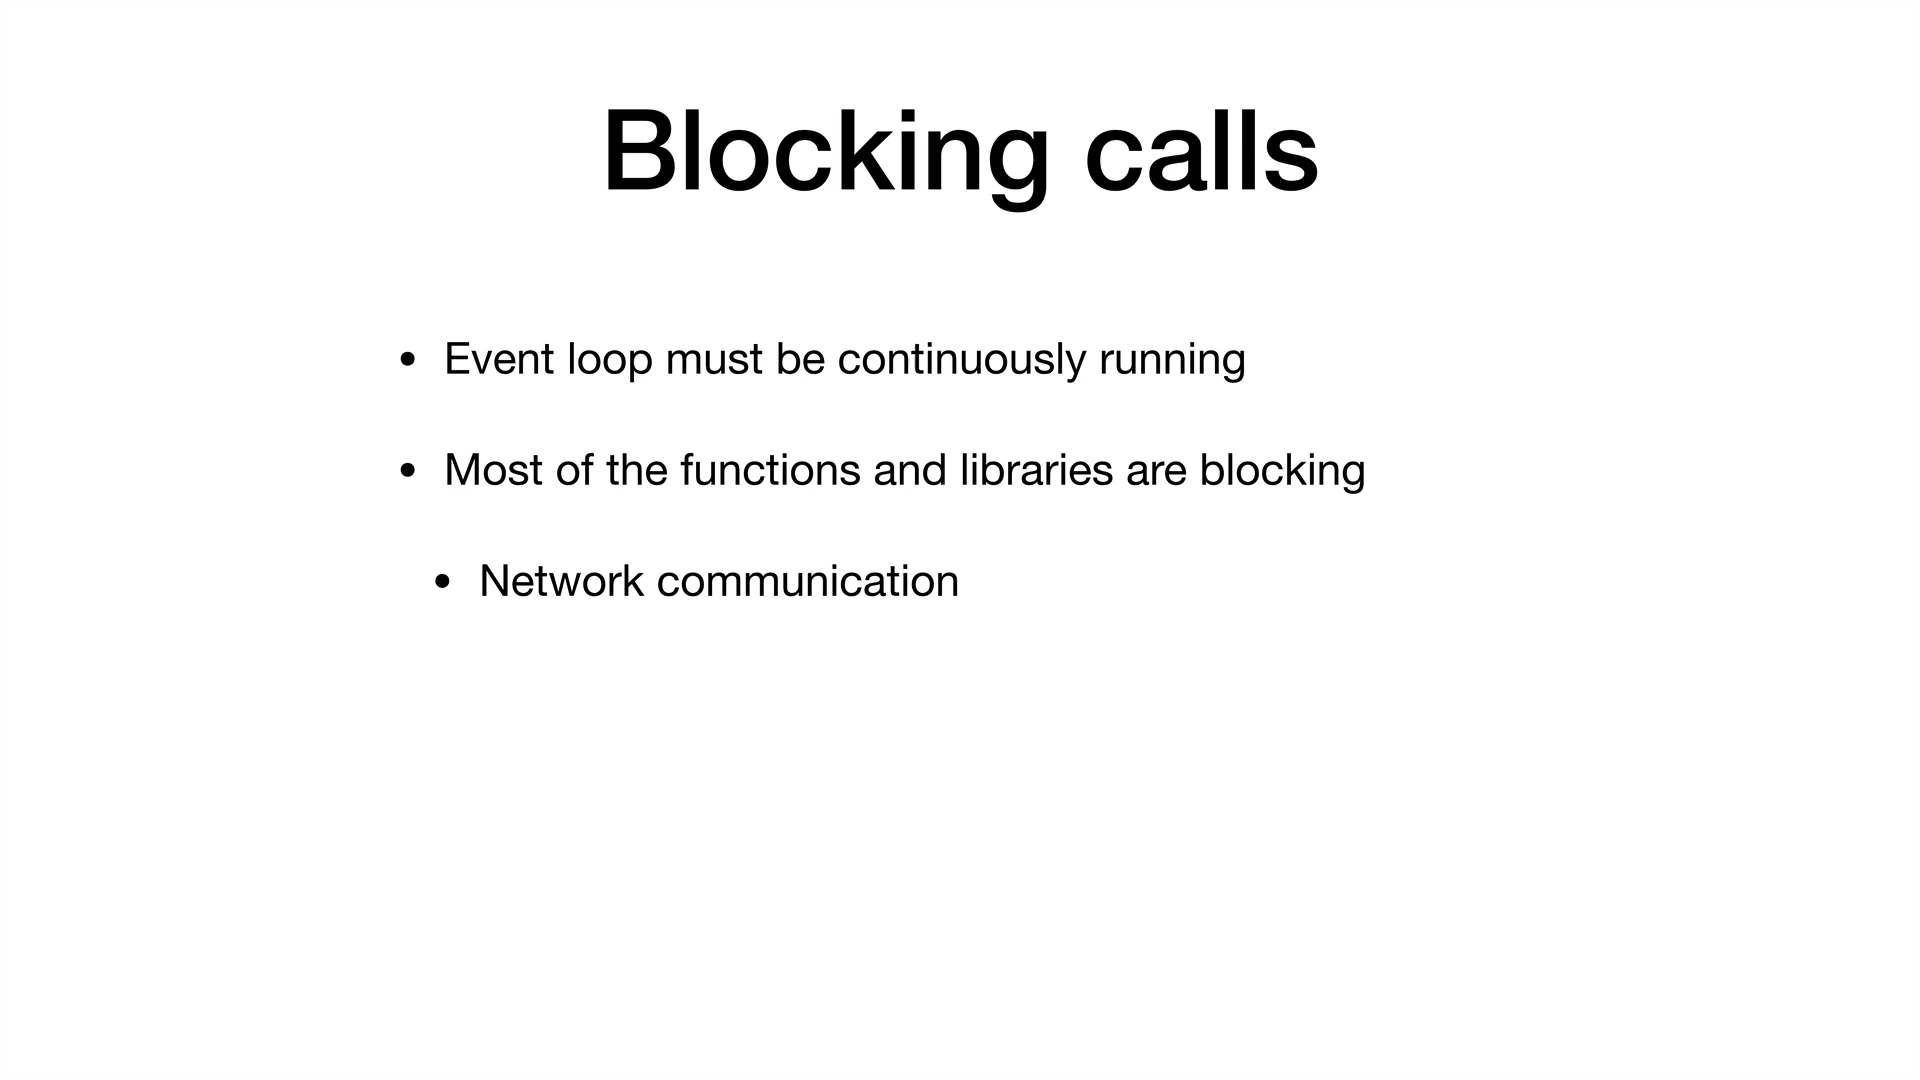 Blocking calls
• Event loop must be continuously running
• Most of the functions and libraries are blocking
• Network communication